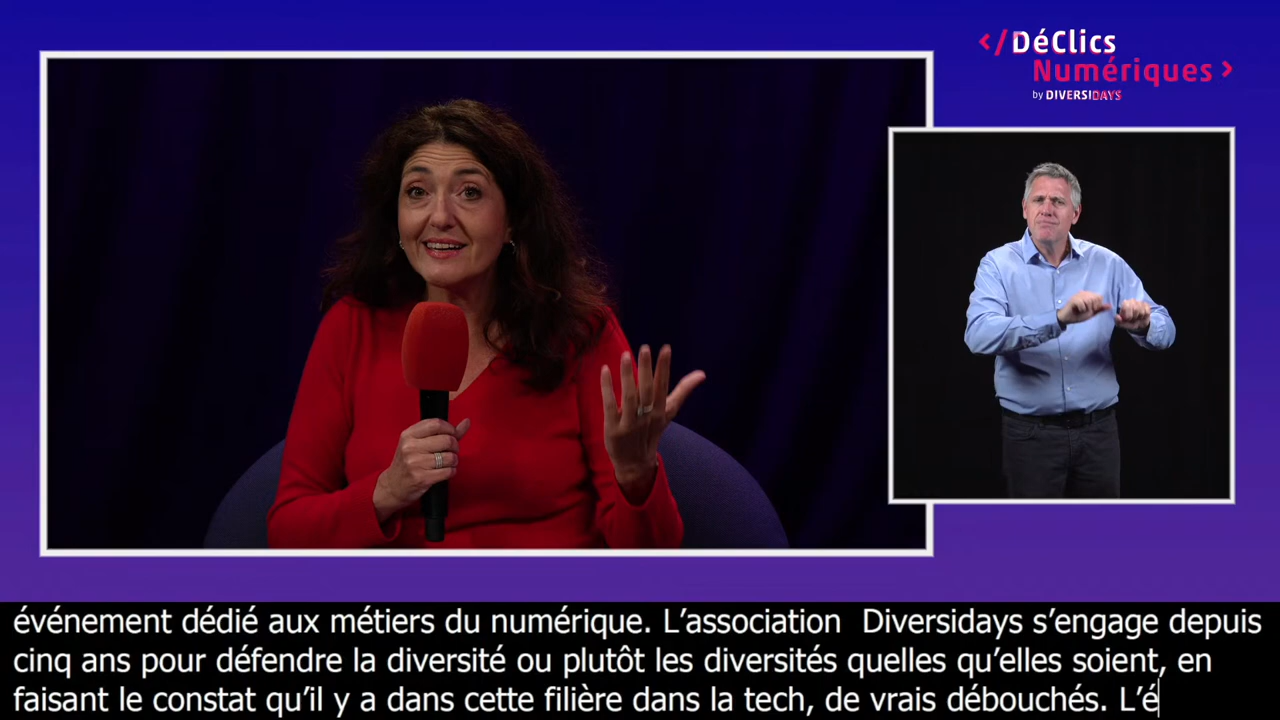 </DéClics
Numériques >
by DIVERSIDAYS
événement dédié aux métiers du numérique. L’association  Diversidays s’engage depuis
cinq ans pour défendre la diversité ou plutôt les diversités quelles qu’elles soient, en
faisant le constat qu’il y a dans cette filière dans la tech, de vrais débouchés. L’é